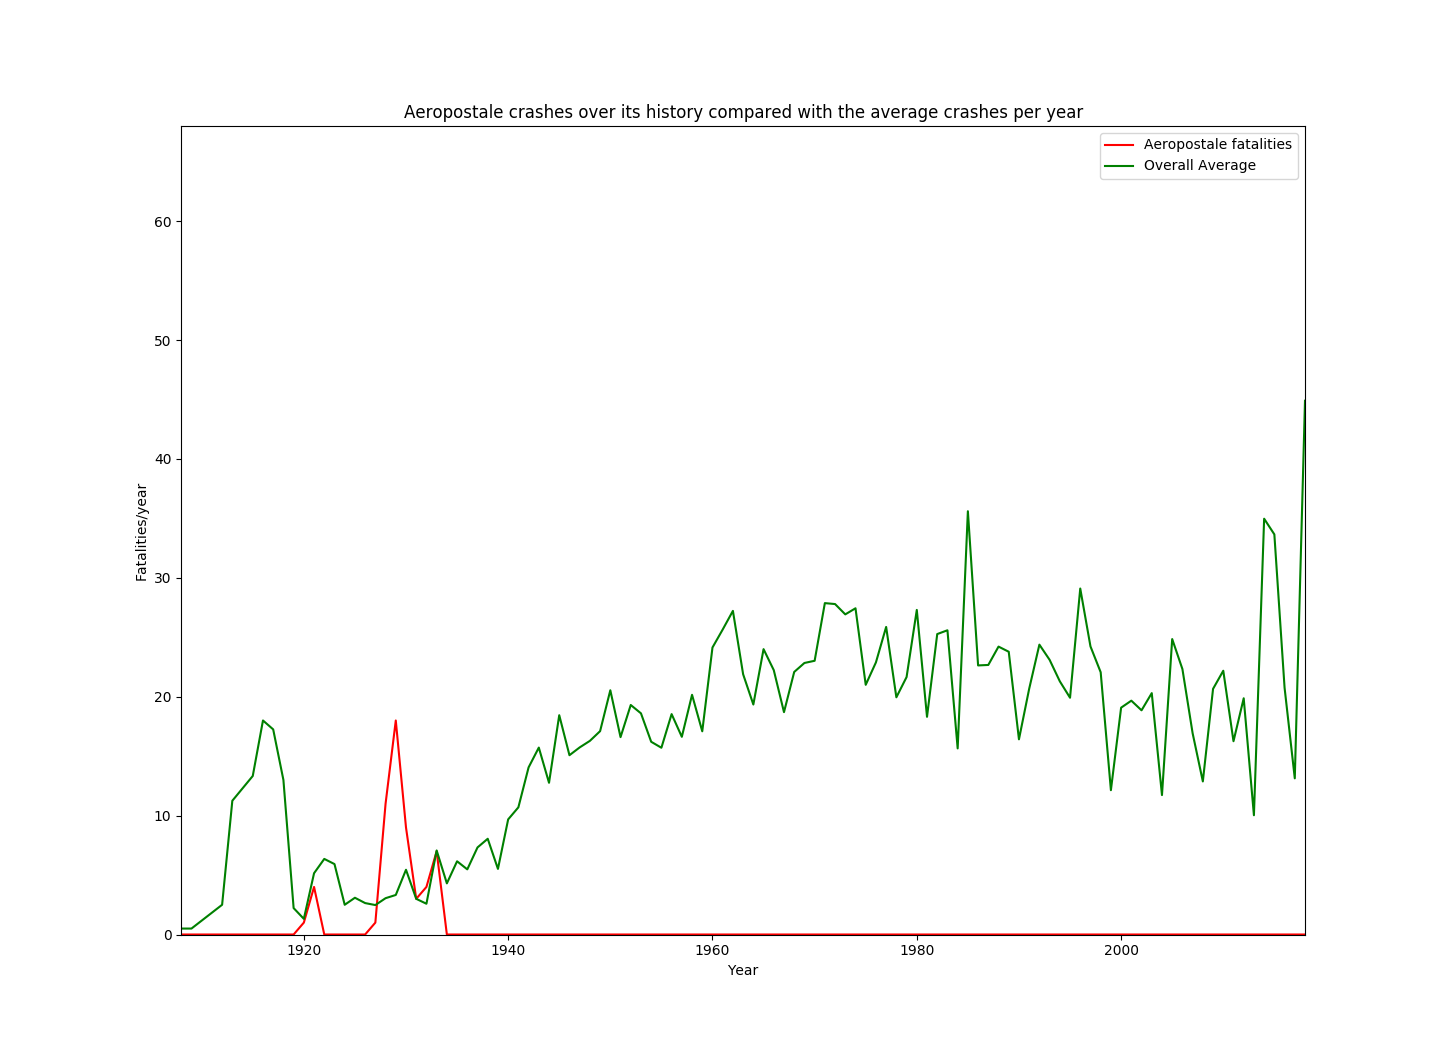 Aeropostale crashes over its history compared with the average crashes per year
Aeropostale fatalities
Overall Average
60
50
40
30
20
10
0
Fatalities/year
1920 1940 1960 1980 2000
Year